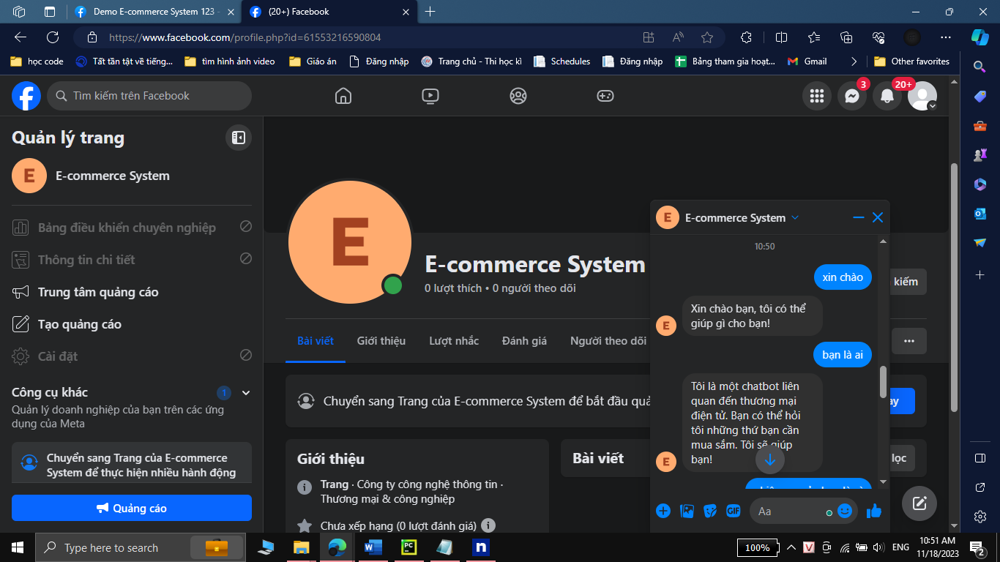 Demo E-commerce System 123 -
(20+) Facebook
https://www.facebook.com/profile.php?id=61553216590804
học code
Tất tần tật về tiếng...
tìm hình ảnh video
Giáo án
Đăng nhập
Trang chủ - Thi học kì
Schedules
Đăng nhập
Bảng tham gia hoạt...
Gmail
Other favorites
Tìm kiếm trên Facebook
3
20+
Quản lý trang
E
E-commerce System
Bảng điều khiển chuyên nghiệp
Thông tin chi tiết
Trung tâm quảng cáo
Tạo quảng cáo
Cài đặt
Công cụ khác
1
Quản lý doanh nghiệp của bạn trên các ứng
dụng của Meta
Chuyển sang Trang của E-commerce
System để thực hiện nhiều hành động
Quảng cáo
E
E-commerce System
0 lượt thích • 0 người theo dõi
kiếm
Bài viết
Giới thiệu
Lượt nhắc
Đánh giá
Người theo dõi
Chuyển sang Trang của E-commerce System để bắt đầu quả
ay
Giới thiệu
Trang · Công ty công nghệ thông tin ·
Thương mại & công nghiệp
Chưa xếp hạng (0 lượt đánh giá)
Bài viết
lọc
E
E-commerce System
10:50
xin chào
Xin chào bạn, tôi có thể
giúp gì cho bạn!
E
bạn là ai
Tôi là một chatbot liên
quan đến thương mại
điện tử. Bạn có thể hỏi
tôi những thứ bạn cần
mua sắm. Tôi sẽ giúp
bạn!
E
GIF
Aa
Type here to search
W
PC
n
100%
V
ENG
10:51 AM
11/18/2023
2